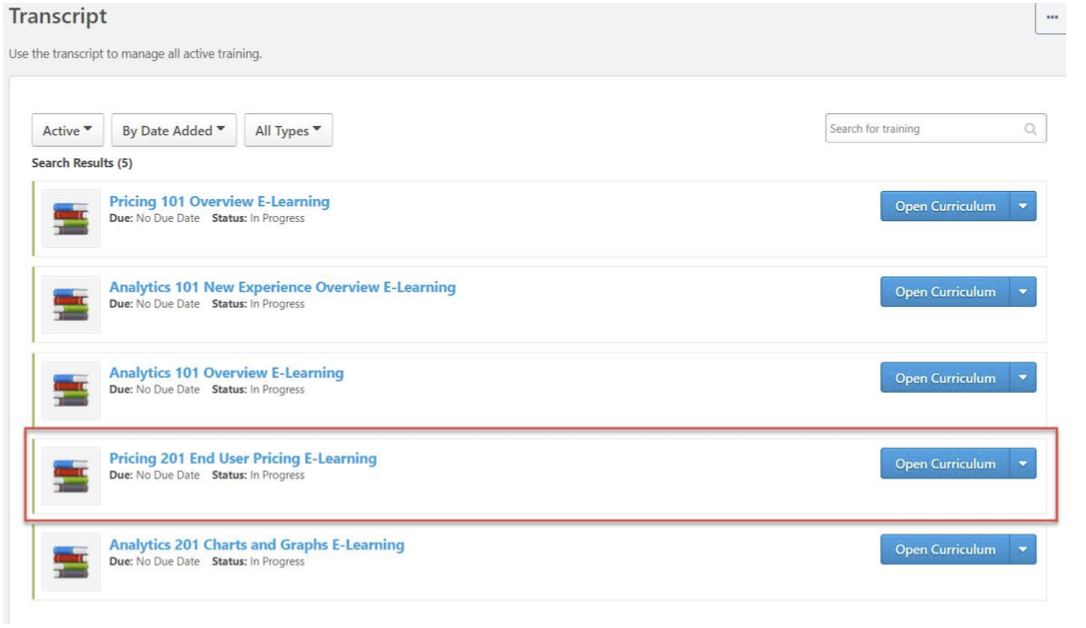 Transcript
...
Use the transcript to manage all active training.
Active By Date Added All Types Search for training
Search Results (5)
Pricing 101 Overview E-Learning
Due: No Due Date Status: In Progress
Open Curriculum
Analytics 101 New Experience Overview E-Learning
Due: No Due Date Status: In Progress
Open Curriculum
Analytics 101 Overview E-Learning
Due: No Due Date Status: In Progress
Open Curriculum
Pricing 201 End User Pricing E-Learning
Due: No Due Date Status: In Progress
Open Curriculum
Analytics 201 Charts and Graphs E-Learning
Due: No Due Date Status: In Progress
Open Curriculum